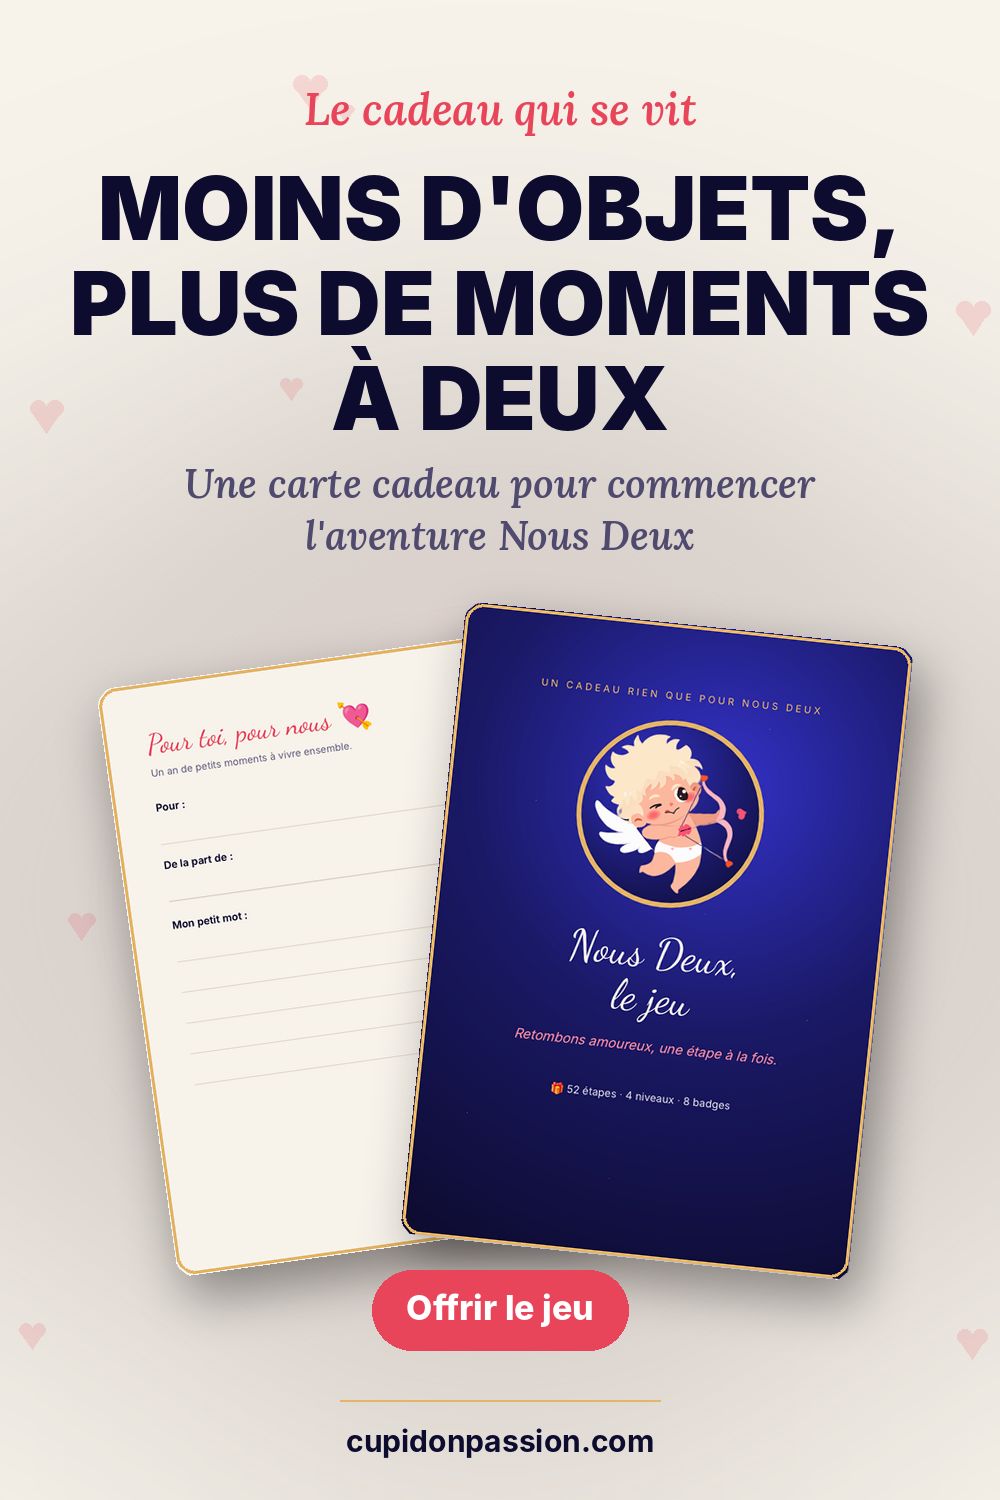 Le cadeau qui se vit
MOINS D'OBJETS,
PLUS DE MOMENTS
À DEUX
Une carte cadeau pour commencer
l'aventure Nous Deux
Pour toi, pour nous 💘
Un an de petits moments à vivre ensemble.
Pour :
De la part de :
Mon petit mot :
UN CADEAU RIEN QUE POUR NOUS DEUX
Nous Deux,
le jeu
Retombons amoureux, une étape à la fois.
🎁 52 étapes · 4 niveaux · 8 badges
Offrir le jeu
cupidonpassion.com